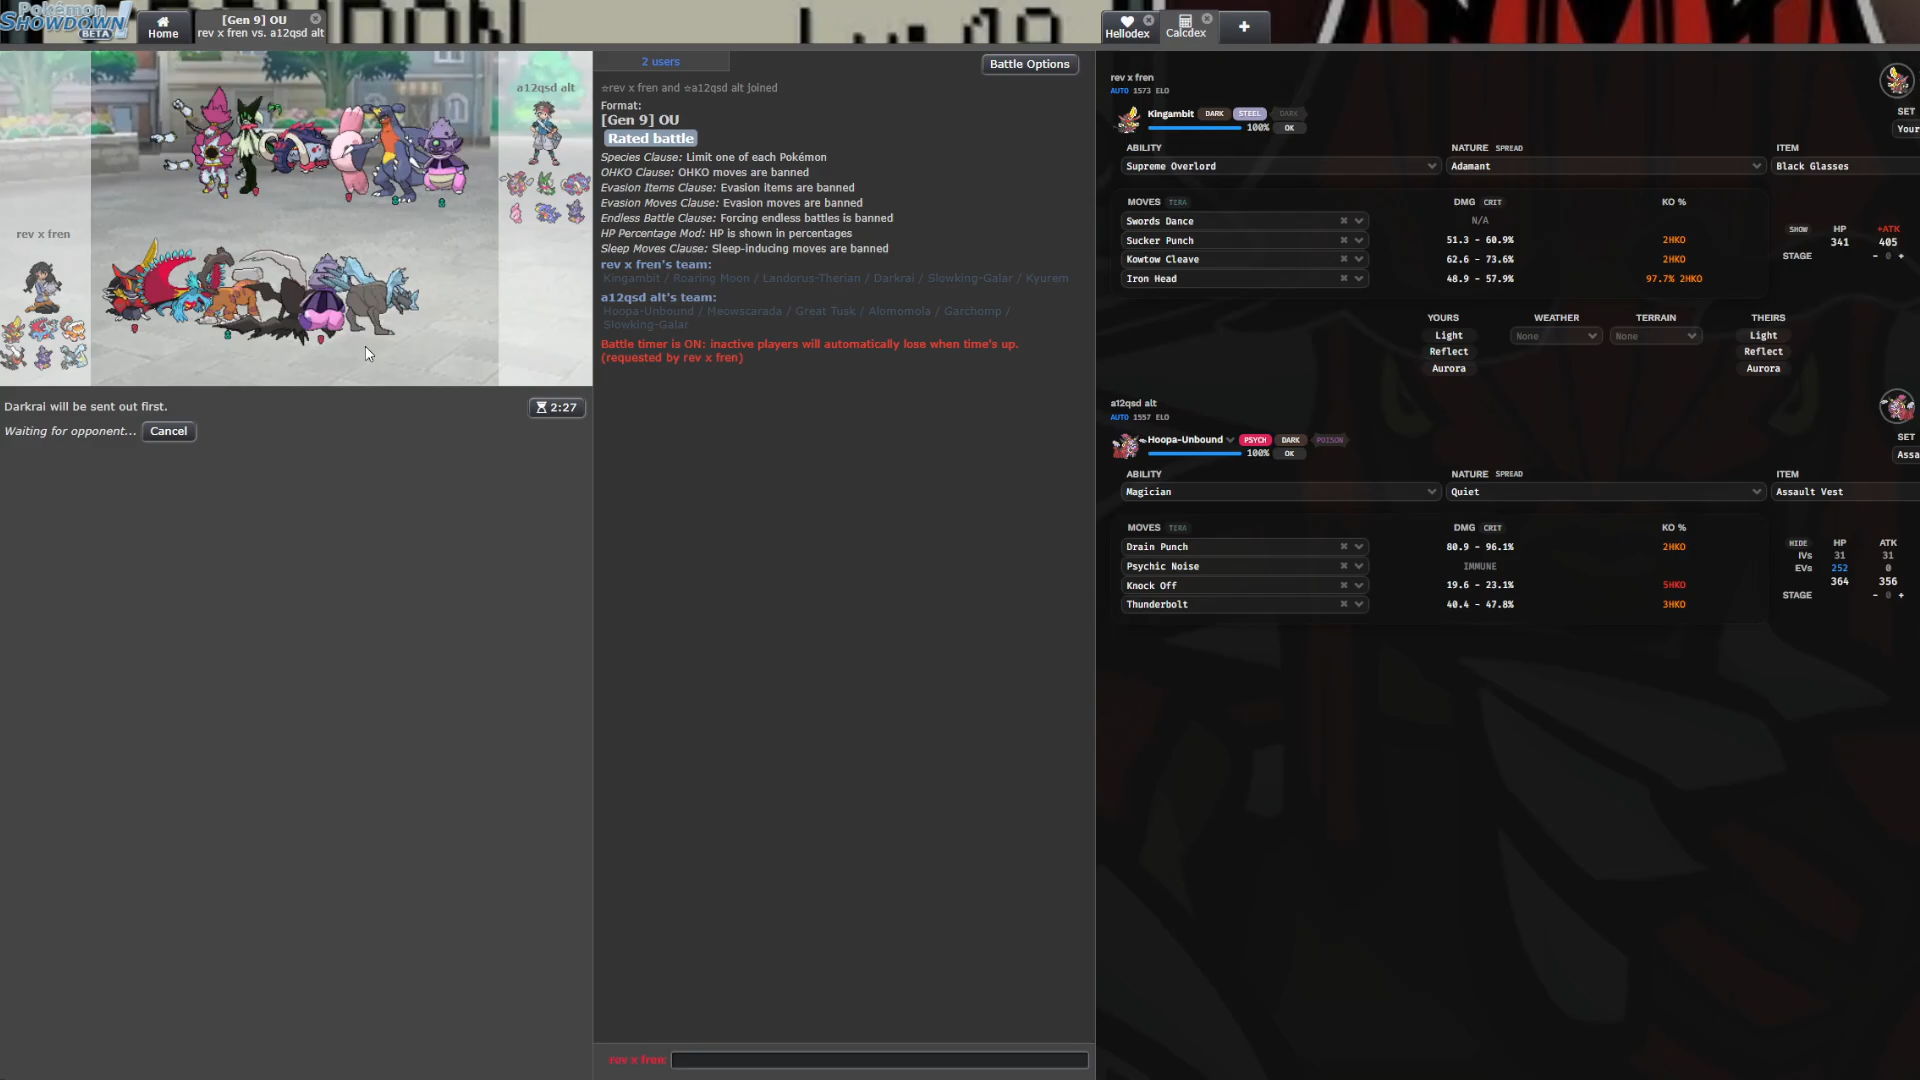 Pokémon
SHOWDOWN!
BETA
Home
[Gen 9] OU
rev x fren vs. a12qsd alt
Hellodex
Calcdex
+
a12qsd alt
rev x fren
Darkrai will be sent out first.
2:27
Waiting for opponent... Cancel
2 users
Battle Options
☆rev x fren and ☆a12qsd alt joined
Format:
[Gen 9] OU
Rated battle
Species Clause: Limit one of each Pokémon
OHKO Clause: OHKO moves are banned
Evasion Items Clause: Evasion items are banned
Evasion Moves Clause: Evasion moves are banned
Endless Battle Clause: Forcing endless battles is banned
HP Percentage Mod: HP is shown in percentages
Sleep Moves Clause: Sleep-inducing moves are banned
rev x fren's team:
Kingambit / Roaring Moon / Landorus-Therian / Darkrai / Slowking-Galar / Kyurem
a12qsd alt's team:
Hoopa-Unbound / Meowscarada / Great Tusk / Alomomola / Garchomp /
Slowking-Galar
Battle timer is ON: inactive players will automatically lose when time's up.
(requested by rev x fren)
rev x fren:
rev x fren
AUTO 1573 ELO
Kingambit DARK STEEL DARK
100% OK
SET
Your
ABILITY NATURE SPREAD ITEM
Supreme Overlord Adamant Black Glasses
MOVES TERA DMG CRIT KO %
Swords Dance N/A
Sucker Punch 51.3 - 60.9% 2HKO
Kowtow Cleave 62.6 - 73.6% 2HKO
Iron Head 48.9 - 57.9% 97.7% 2HKO
SHOW HP +ATK
341 405
STAGE - 0 +
YOURS WEATHER TERRAIN THEIRS
Light None None Light
Reflect Reflect
Aurora Aurora
a12qsd alt
AUTO 1557 ELO
Hoopa-Unbound PSYCH DARK POISON
100% OK
SET
Assa
ABILITY NATURE SPREAD ITEM
Magician Quiet Assault Vest
MOVES TERA DMG CRIT KO %
Drain Punch 80.9 - 96.1% 2HKO
Psychic Noise IMMUNE
Knock Off 19.6 - 23.1% 5HKO
Thunderbolt 40.4 - 47.8% 3HKO
HIDE HP ATK
IVs 31 31
EVs 252 0
364 356
STAGE - 0 +